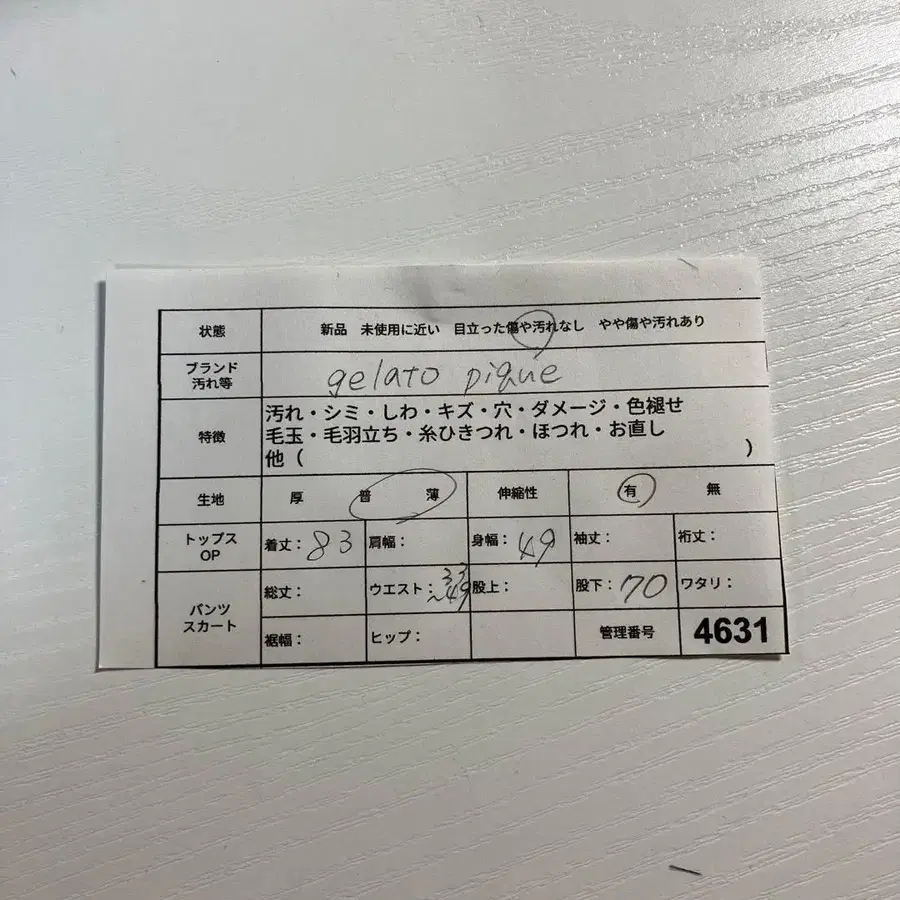 状態 新品 未使用に近い 目立った傷や汚れなし やや傷や汚れあり
ブランド
汚れ等
gelato pique
特徴
汚れ・シミ・しわ・キズ・穴・ダメージ・色褪せ
毛玉・毛羽立ち・糸ひきつれ・ほつれ・お直し
他( )
生地 厚 普 薄 伸縮性 有 無
トップス
OP
着丈:83 肩幅: 身幅:49 袖丈: 裄丈:
パンツ
スカート
総丈: ウエスト:33~49 股上: 股下:70 ワタリ:
裾幅: ヒップ: 管理番号 4631